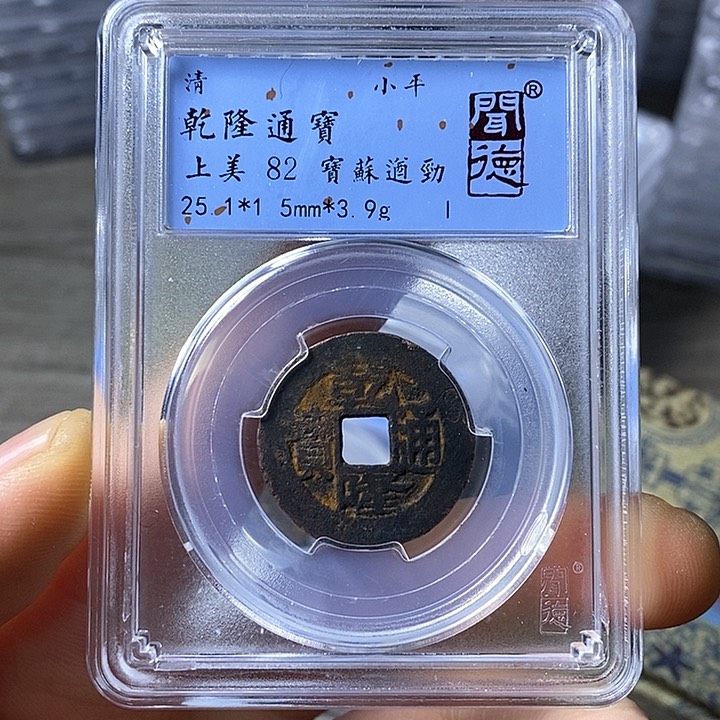 清 小平
乾隆通寶
上美 82 寶蘇遒勁
25.1*1 5mm*3.9g
聞德®
乾隆通寶
聞德®